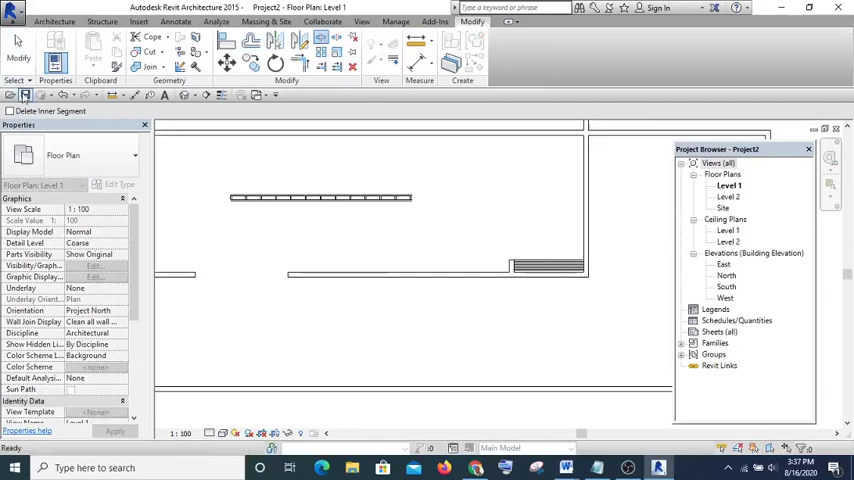 Autodesk Revit Architecture 2015 - Project2 - Floor Plan: Level 1
Type a keyword or phrase
Sign In
Architecture Structure Insert Annotate Analyze Massing & Site Collaborate View Manage Add-Ins Modify
Modify
Properties
Paste
Cope
Cut
Join
Select Properties Clipboard Geometry Modify View Measure Create
Delete Inner Segment
Properties
Floor Plan
Floor Plan: Level 1
Edit Type
Graphics
View Scale 1 : 100
Scale Value 1: 100
Display Model Normal
Detail Level Coarse
Parts Visibility Show Original
Visibility/Graph... Edit...
Graphic Display... Edit...
Underlay None
Underlay Orient... Plan
Orientation Project North
Wall Join Display Clean all wall ...
Discipline Architectural
Show Hidden Li... By Discipline
Color Scheme L... Background
Color Scheme <none>
Default Analysi... None
Sun Path
Identity Data
View Template <None>
View Name Level 1
Properties help
Apply
Project Browser - Project2
Views (all)
Floor Plans
Level 1
Level 2
Site
Ceiling Plans
Level 1
Level 2
Elevations (Building Elevation)
East
North
South
West
Legends
Schedules/Quantities
Sheets (all)
Families
Groups
Revit Links
1 : 100
Ready
:0
Main Model
:0
Type here to search
3:37 PM
8/16/2020